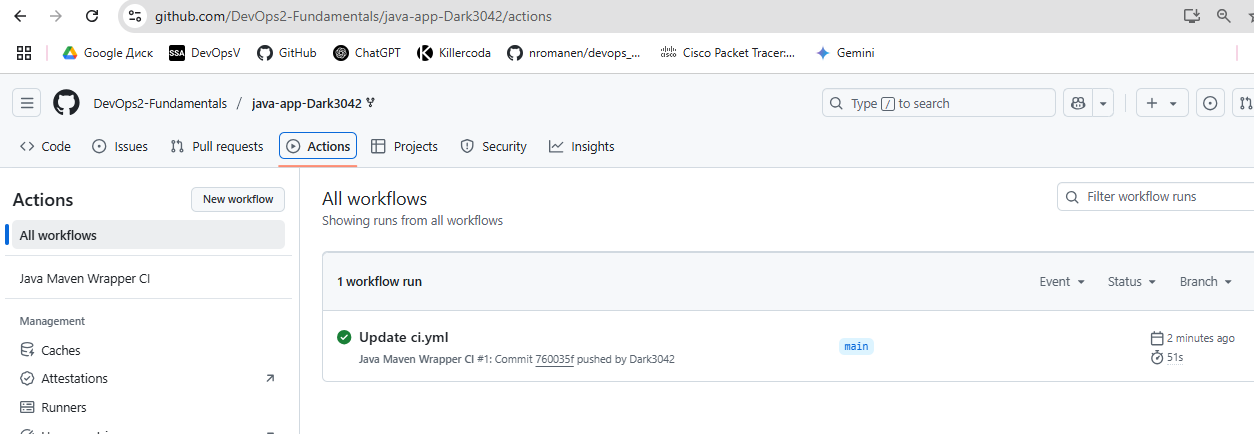 github.com/DevOps2-Fundamentals/java-app-Dark3042/actions
Google Диск SSA DevOpsV GitHub ChatGPT Killercoda nromanen/devops_... cisco Cisco Packet Tracer:... Gemini
DevOps2-Fundamentals / java-app-Dark3042 Type / to search
Code Issues Pull requests Actions Projects Security Insights
Actions New workflow
All workflows
Java Maven Wrapper CI
Management
Caches
Attestations
Runners
All workflows
Showing runs from all workflows
Filter workflow runs
1 workflow run Event Status Branch
Update ci.yml
Java Maven Wrapper CI #1: Commit 760035f pushed by Dark3042
main
2 minutes ago
51s